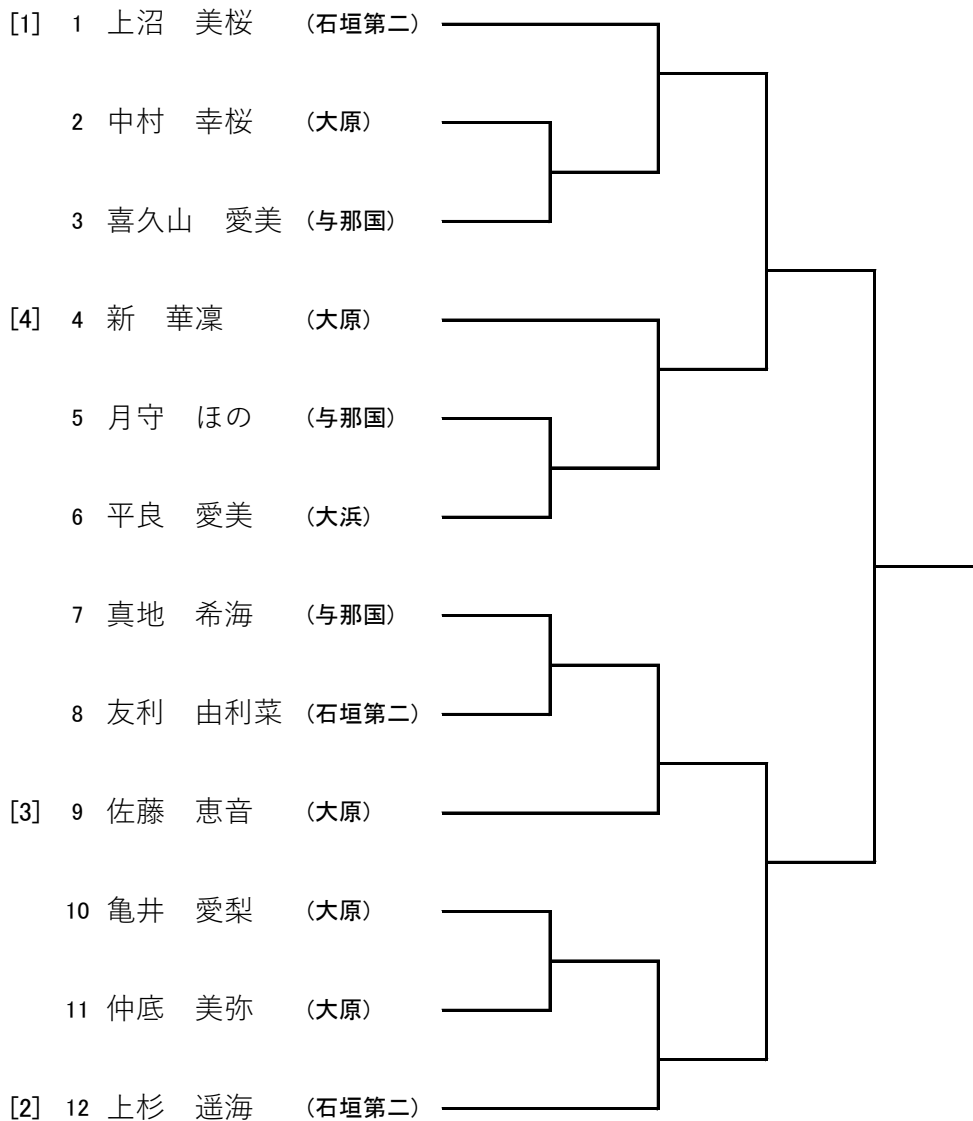 [1] 1 上沼　美桜 （石垣第二）
2 中村　幸桜 （大原）
3 喜久山　愛美 （与那国）
[4] 4 新　華凜 （大原）
5 月守　ほの （与那国）
6 平良　愛美 （大浜）
7 真地　希海 （与那国）
8 友利　由利菜 （石垣第二）
[3] 9 佐藤　恵音 （大原）
10 亀井　愛梨 （大原）
11 仲底　美弥 （大原）
[2] 12 上杉　遥海 （石垣第二）